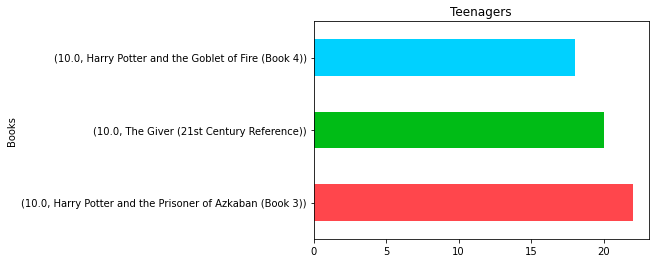 Teenagers
(10.0, Harry Potter and the Goblet of Fire (Book 4))
(10.0, The Giver (21st Century Reference))
Books
(10.0, Harry Potter and the Prisoner of Azkaban (Book 3))
0 5 10 15 20